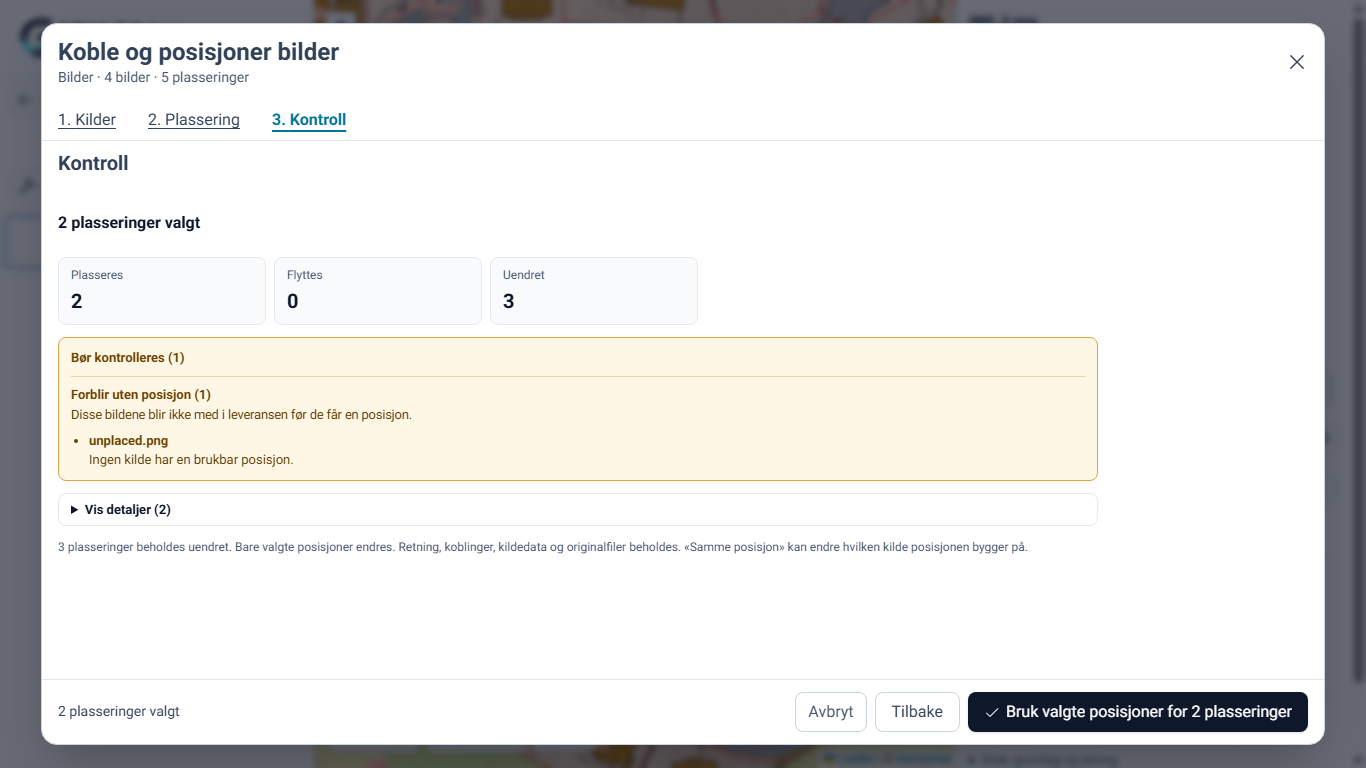 Koble og posisjoner bilder
Bilder · 4 bilder · 5 plasseringer
1. Kilder 2. Plassering 3. Kontroll
Kontroll
2 plasseringer valgt
Plasseres Flyttes Uendret
2 0 3
Bør kontrolleres (1)
Forblir uten posisjon (1)
Disse bildene blir ikke med i leveransen før de får en posisjon.
• unplaced.png
Ingen kilde har en brukbar posisjon.
Vis detaljer (2)
3 plasseringer beholdes uendret. Bare valgte posisjoner endres. Retning, koblinger, kildedata og originalfiler beholdes. «Samme posisjon» kan endre hvilken kilde posisjonen bygger på.
2 plasseringer valgt Avbryt Tilbake Bruk valgte posisjoner for 2 plasseringer